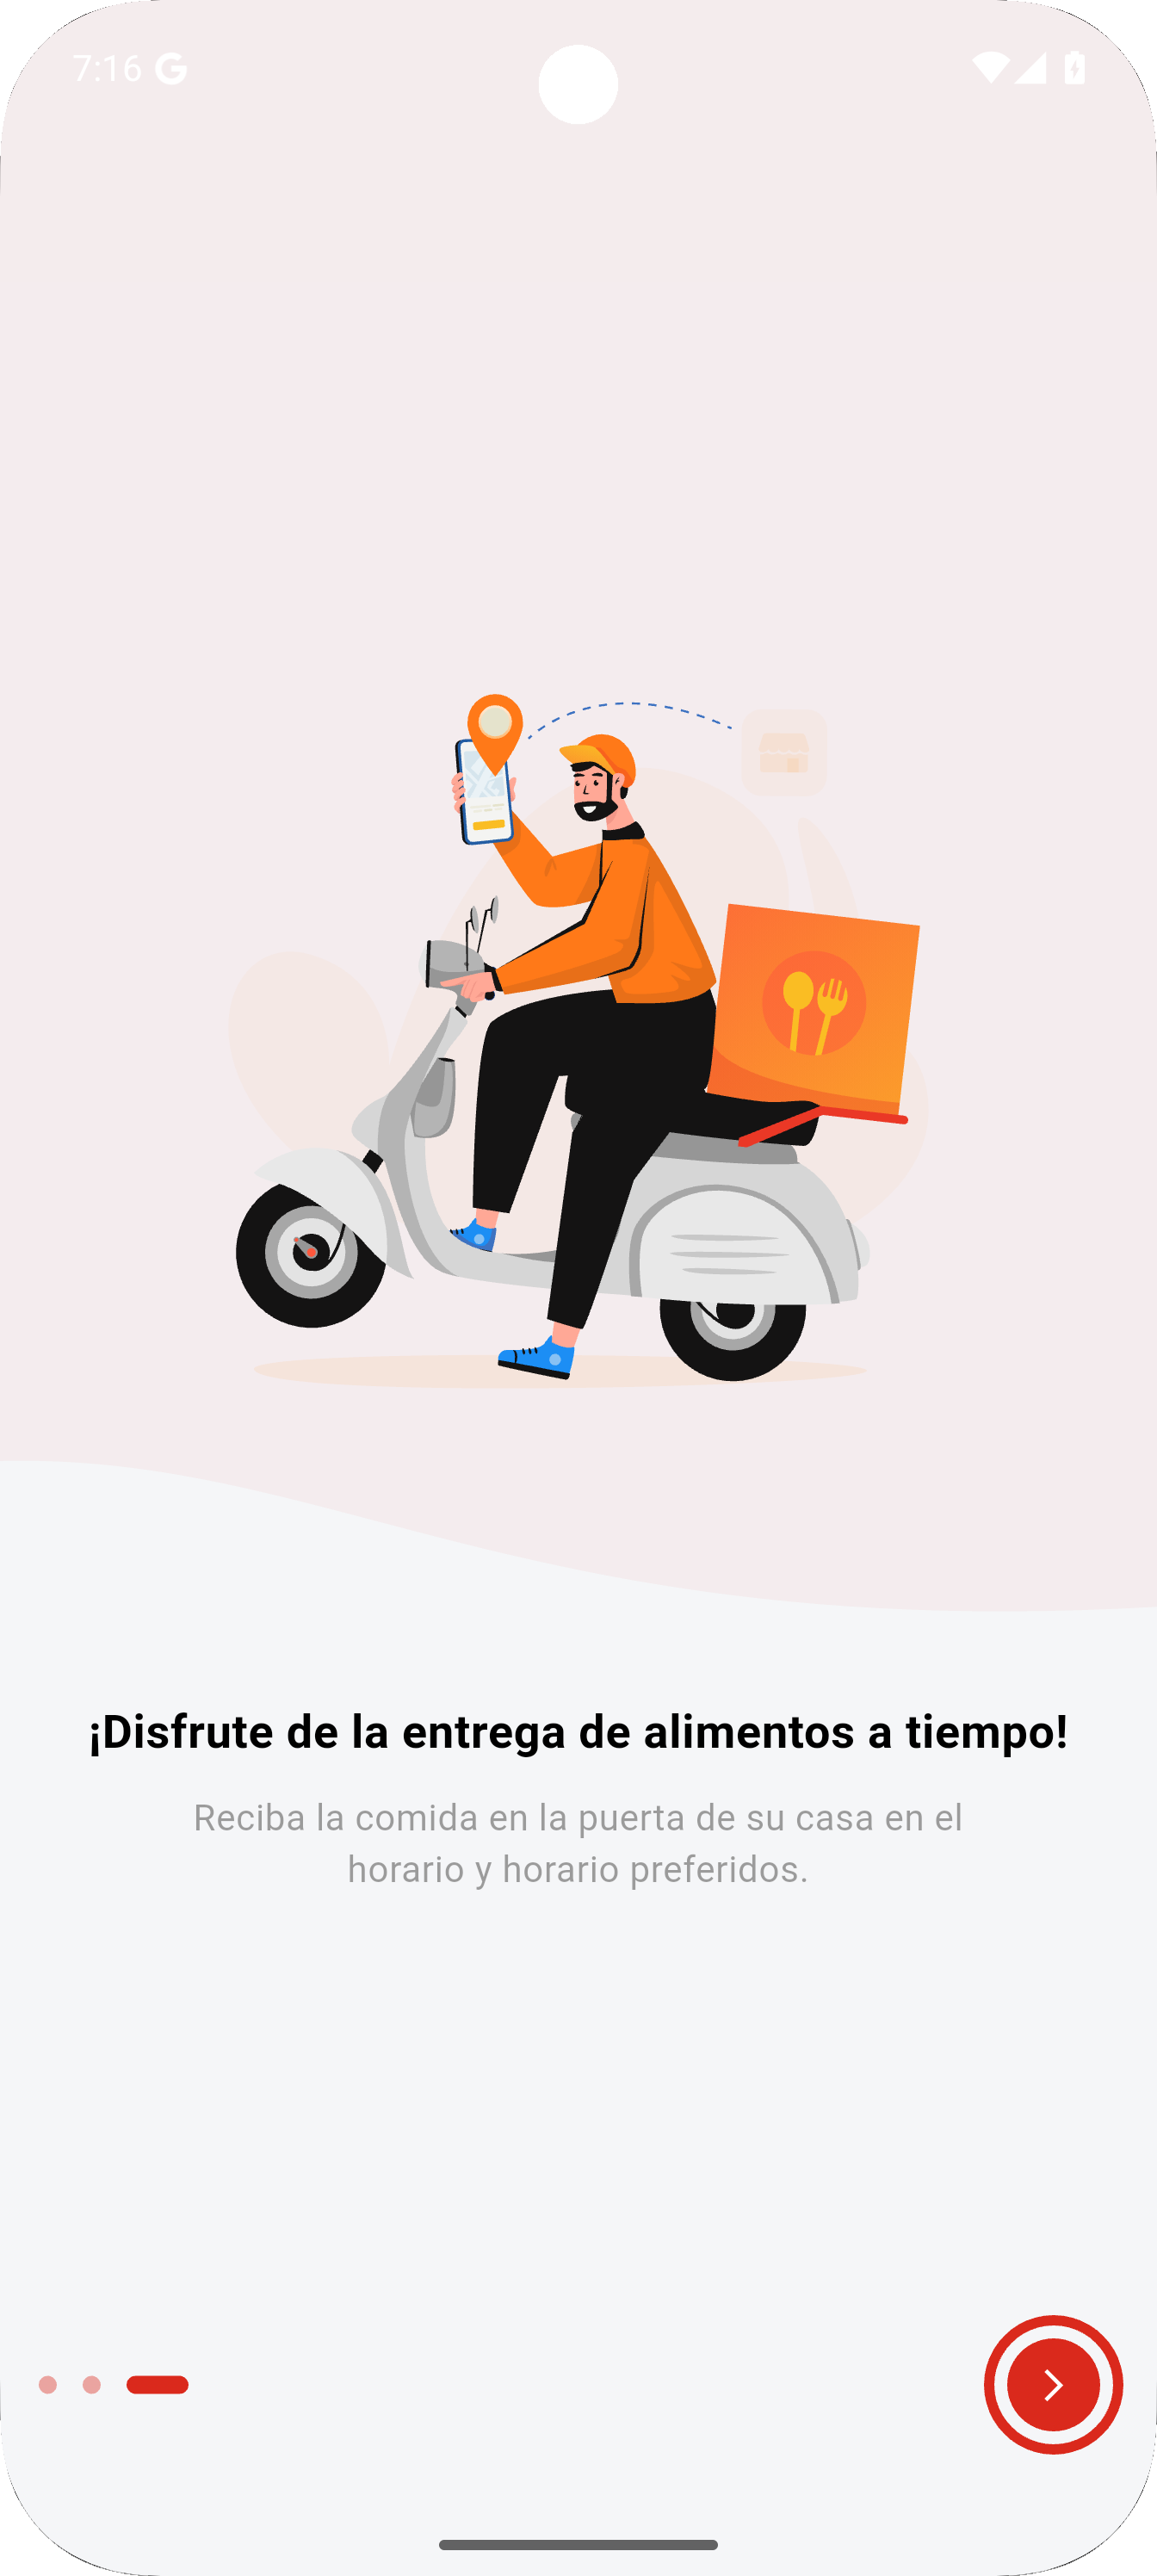 7:16
¡Disfrute de la entrega de alimentos a tiempo!
Reciba la comida en la puerta de su casa en el
horario y horario preferidos.